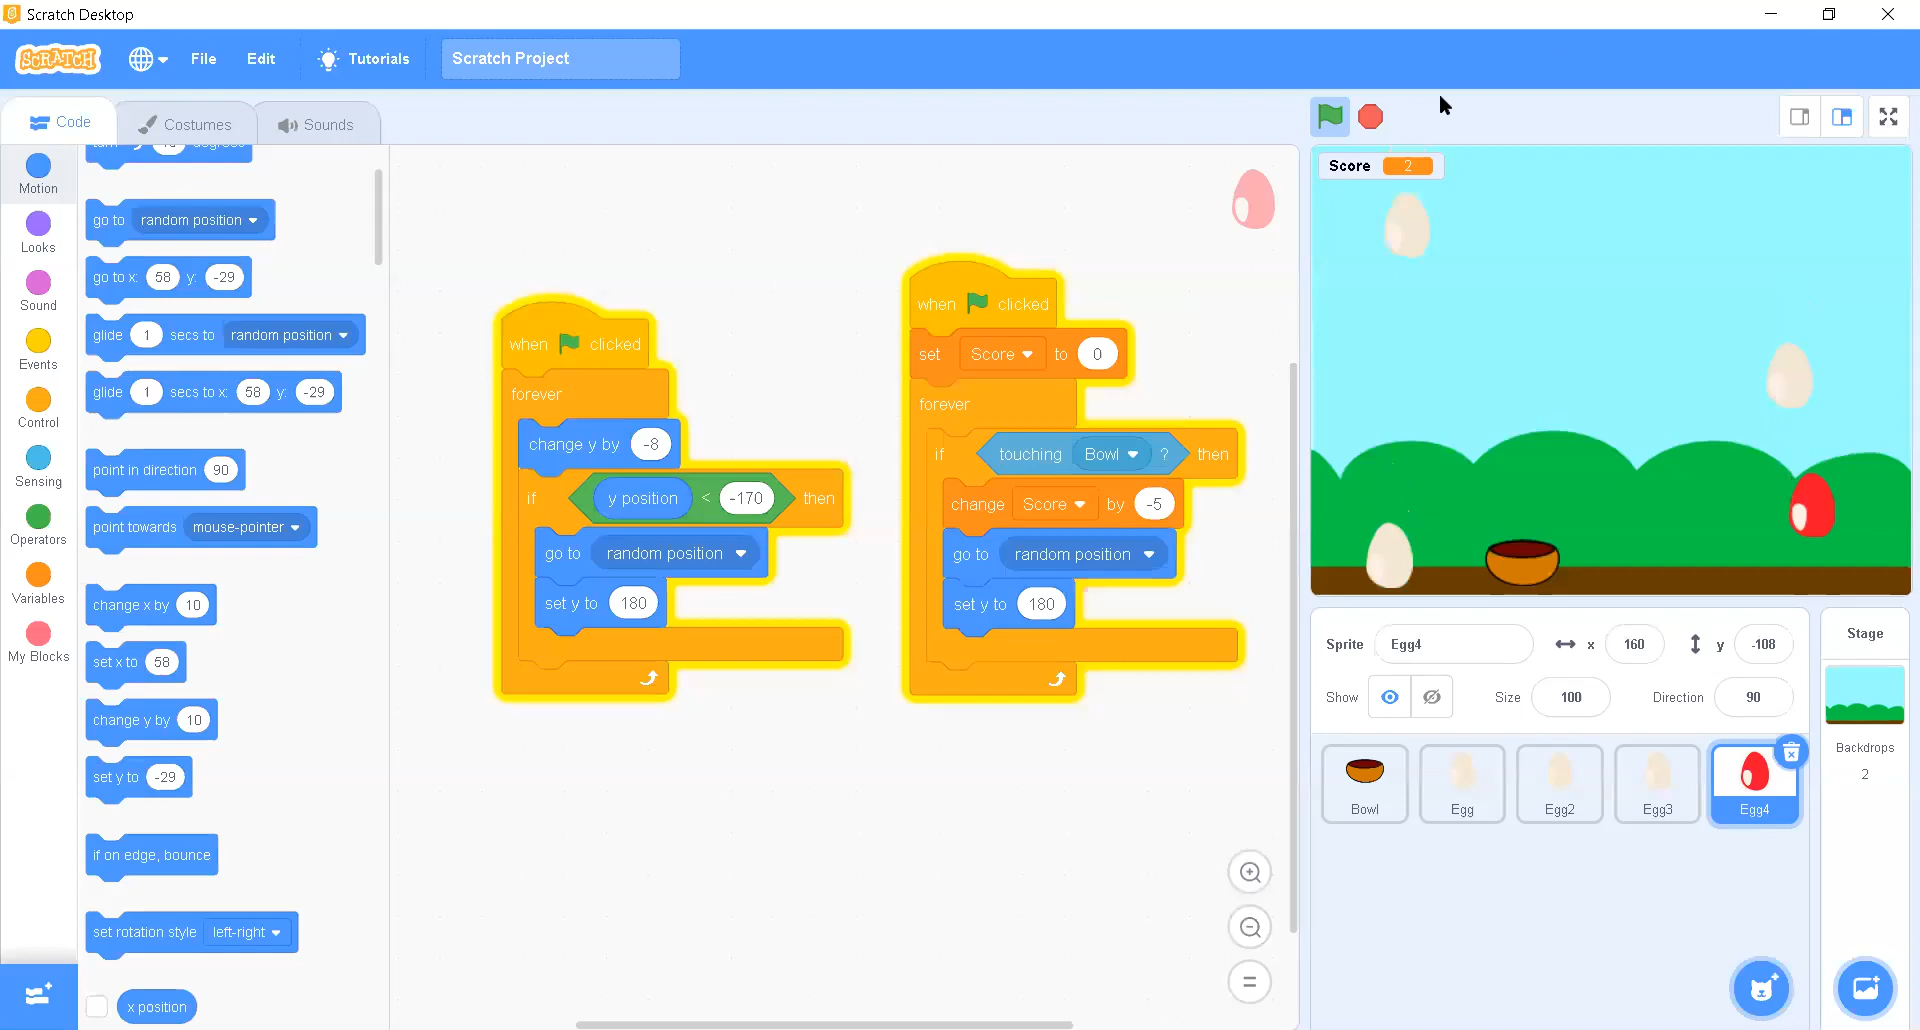 Scratch Desktop
SCRATCH
File
Edit
Tutorials
Scratch Project
Code
Costumes
Sounds
Motion
Looks
Sound
Events
Control
Sensing
Operators
Variables
My Blocks
go to random position
go to x: 58 y: -29
glide 1 secs to random position
glide 1 secs to x: 58 y: -29
point in direction 90
point towards mouse-pointer
change x by 10
set x to 58
change y by 10
set y to -29
if on edge, bounce
set rotation style left-right
x position
when clicked
forever
change y by -8
if y position < -170 then
go to random position
set y to 180
when clicked
set Score to 0
forever
if touching Bowl ? then
change Score by -5
go to random position
set y to 180
Score 2
Sprite Egg4 x 160 y -108
Show Size 100 Direction 90
Bowl
Egg
Egg2
Egg3
Egg4
Stage
Backdrops
2